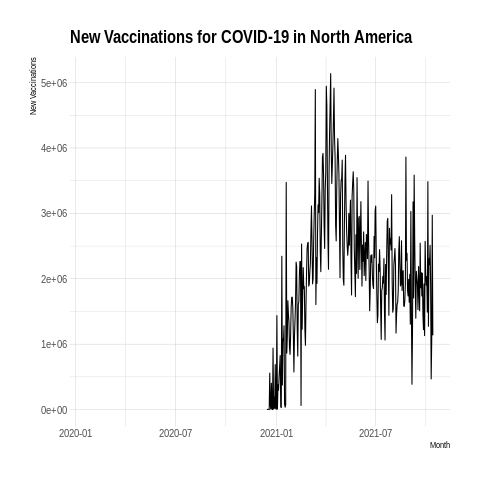 New Vaccinations for COVID-19 in North America
New Vaccinations
5e+06
4e+06
3e+06
2e+06
1e+06
0e+00
2020-01 2020-07 2021-01 2021-07
Month